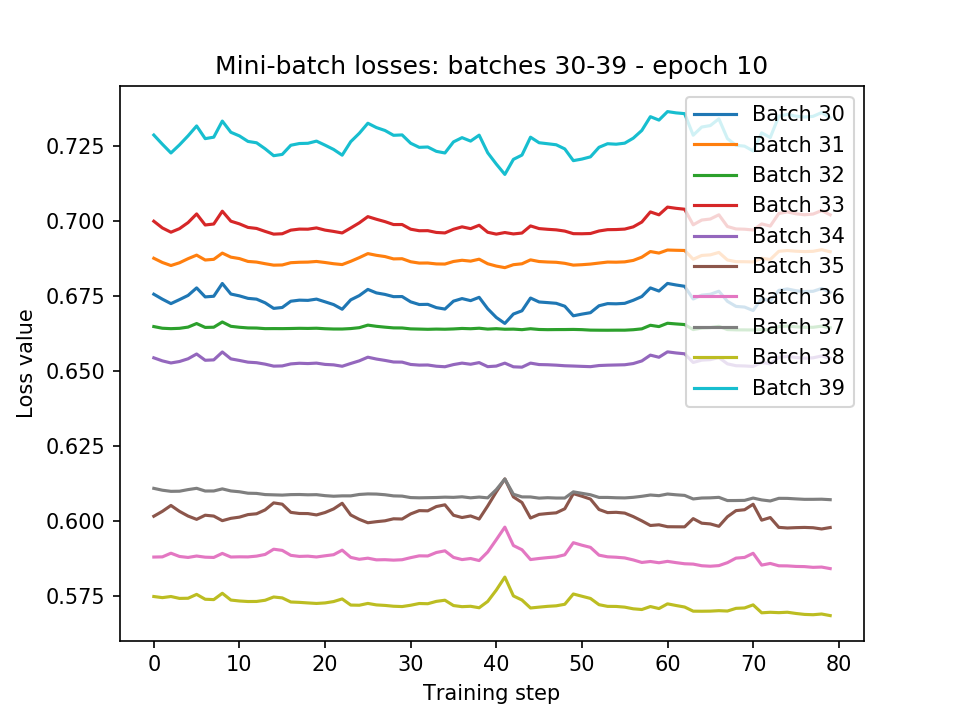 Mini-batch losses: batches 30-39 - epoch 10
Loss value
0.725
0.700
0.675
0.650
0.625
0.600
0.575
Batch 30
Batch 31
Batch 32
Batch 33
Batch 34
Batch 35
Batch 36
Batch 37
Batch 38
Batch 39
0 10 20 30 40 50 60 70 80
Training step